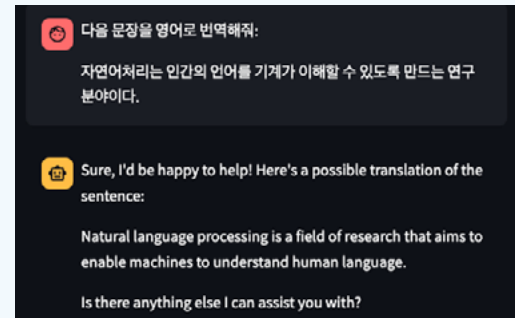 다음 문장을 영어로 번역해줘:
자연어처리는 인간의 언어를 기계가 이해할 수 있도록 만드는 연구
분야이다.
Sure, I'd be happy to help! Here's a possible translation of the
sentence:
Natural language processing is a field of research that aims to
enable machines to understand human language.
Is there anything else I can assist you with?